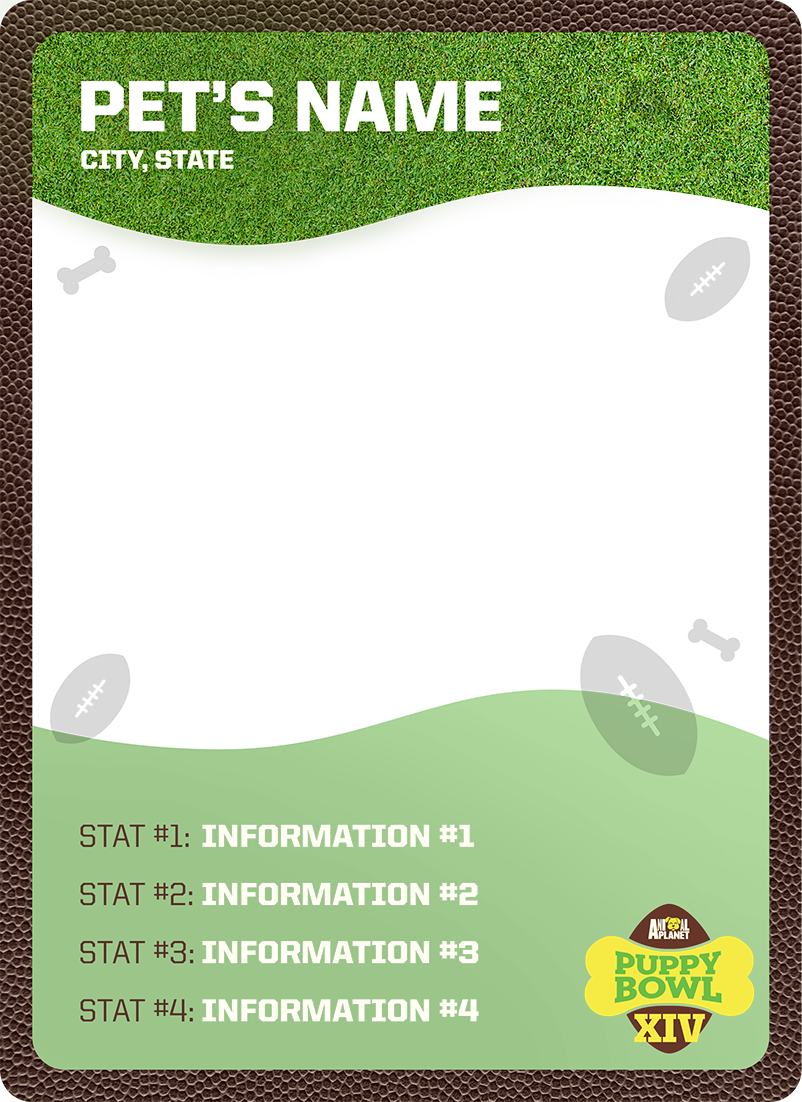 PET'S NAME
CITY, STATE
STAT #1: INFORMATION #1
STAT #2: INFORMATION #2
STAT #3: INFORMATION #3
STAT #4: INFORMATION #4
ANIMAL
PLANET
PUPPY
BOWL
XIV